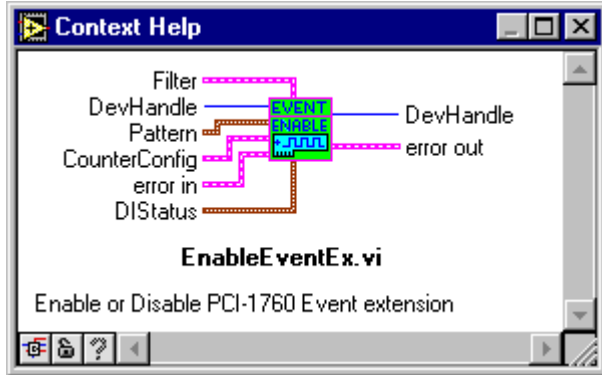 Context Help
Filter
DevHandle
Pattern
CounterConfig
error in
DIStatus
EVENT
ENABLE
DevHandle
error out
EnableEventEx.vi
Enable or Disable PCI-1760 Event extension
?